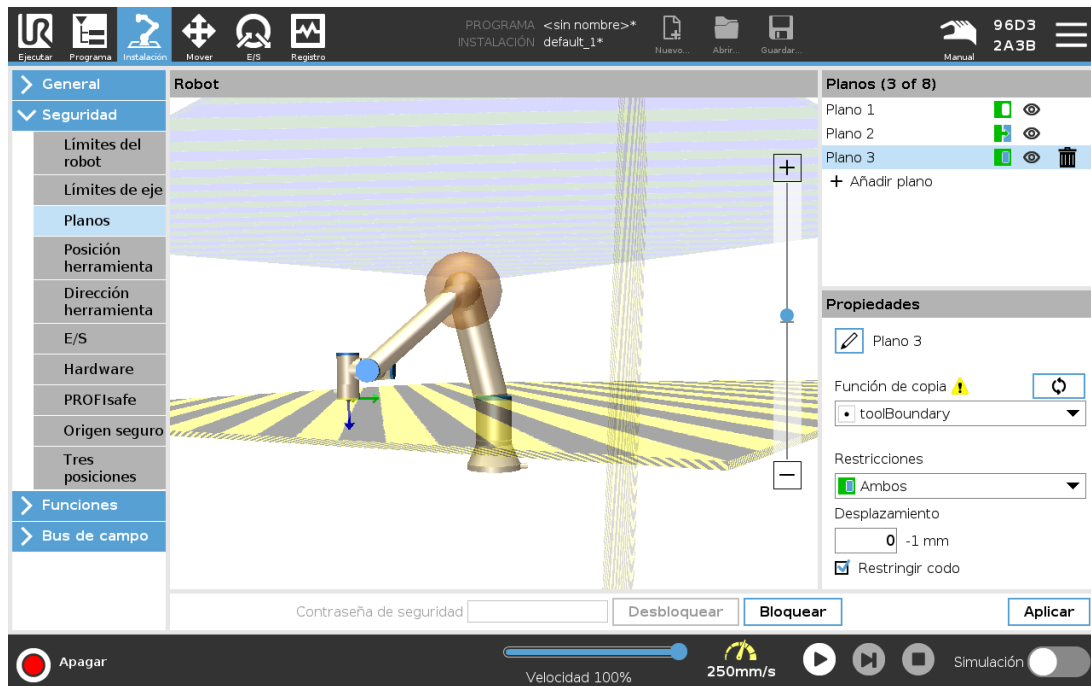 UR
Ejecutar
Programa
Instalación
Mover
E/S
Registro
PROGRAMA <sin nombre>*
INSTALACIÓN default_1*
Nuevo...
Abrir...
Guardar...
Manual
96D3
2A3B
General
Seguridad
Límites del
robot
Límites de eje
Planos
Posición
herramienta
Dirección
herramienta
E/S
Hardware
PROFIsafe
Origen seguro
Tres
posiciones
Funciones
Bus de campo
Robot
Planos (3 of 8)
Plano 1
Plano 2
Plano 3
+ Añadir plano
Propiedades
Plano 3
Función de copia
toolBoundary
Restricciones
Ambos
Desplazamiento
0 -1 mm
Restringir codo
Contraseña de seguridad
Desbloquear
Bloquear
Aplicar
Apagar
Velocidad 100%
250mm/s
Simulación